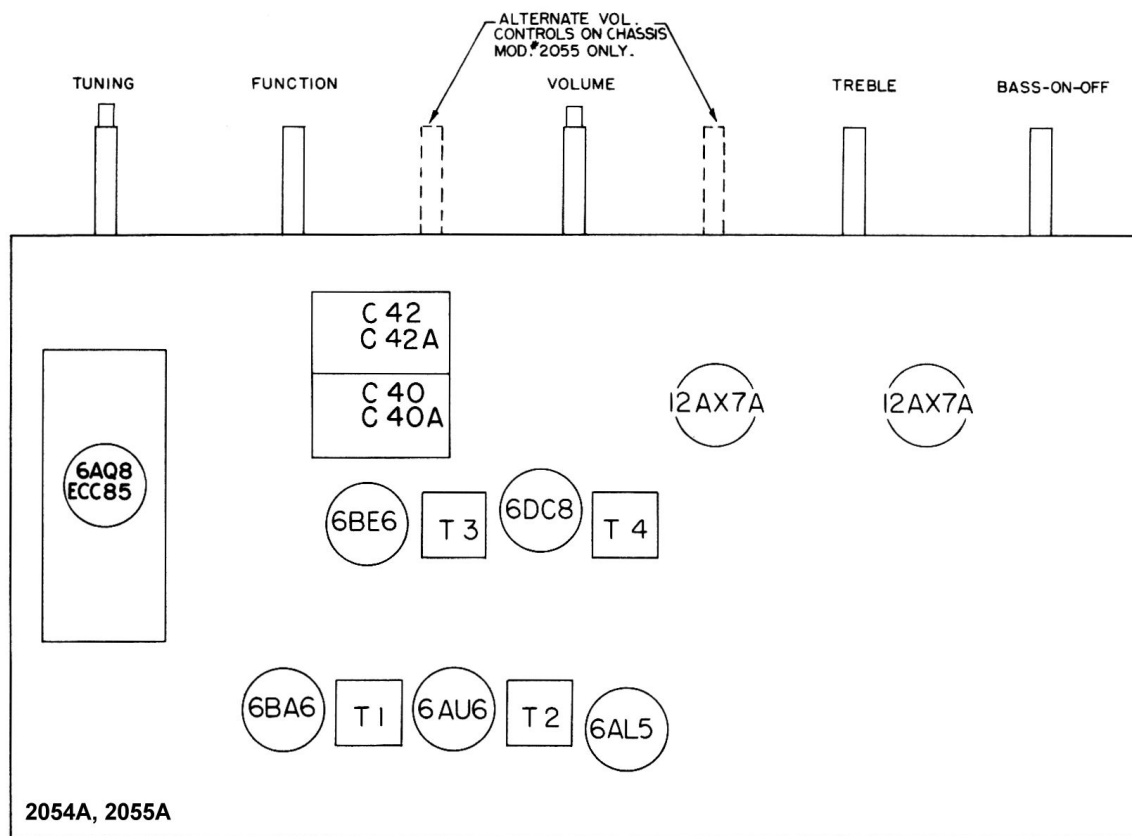 ALTERNATE VOL.
CONTROLS ON CHASSIS
MOD.#2055 ONLY.
TUNING
FUNCTION
VOLUME
TREBLE
BASS-ON-OFF
C 42
C 42A
C 40
C 40A
12AX7A
12AX7A
6AQ8
ECC85
6BE6
T 3
6DC8
T 4
6BA6
T 1
6AU6
T 2
6AL5
2054A, 2055A